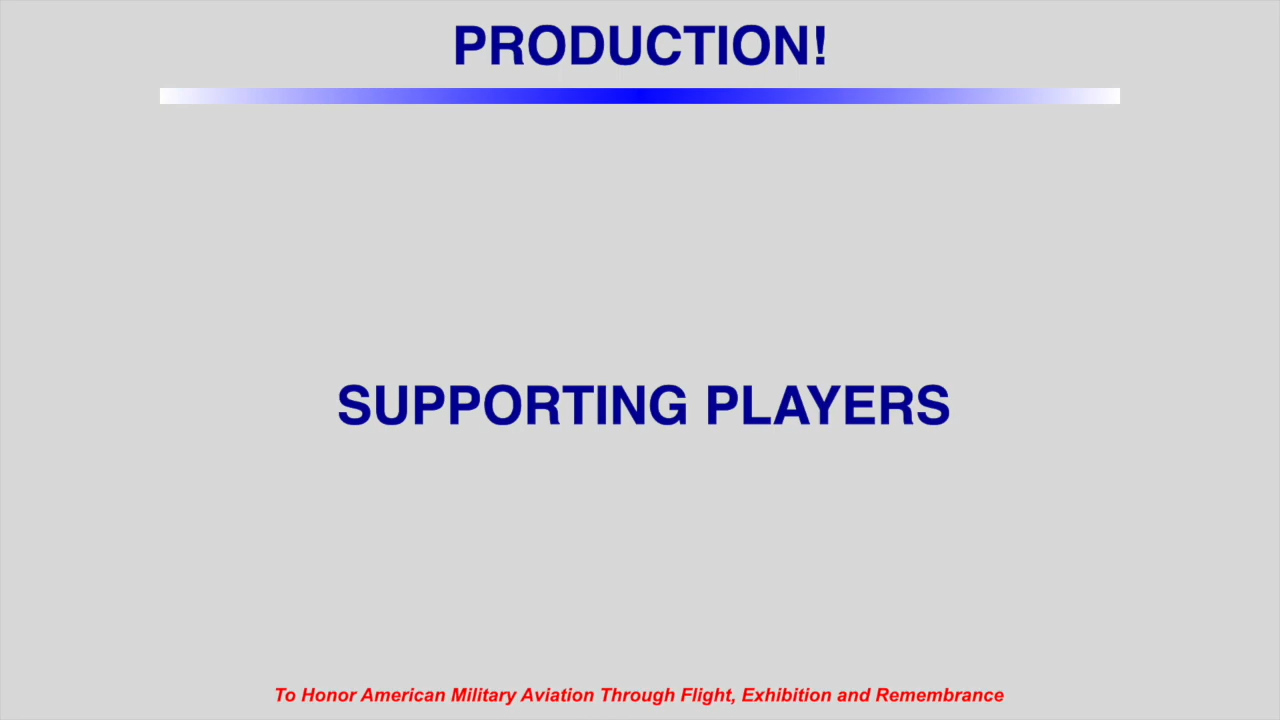 PRODUCTION!
SUPPORTING PLAYERS
To Honor American Military Aviation Through Flight, Exhibition and Remembrance